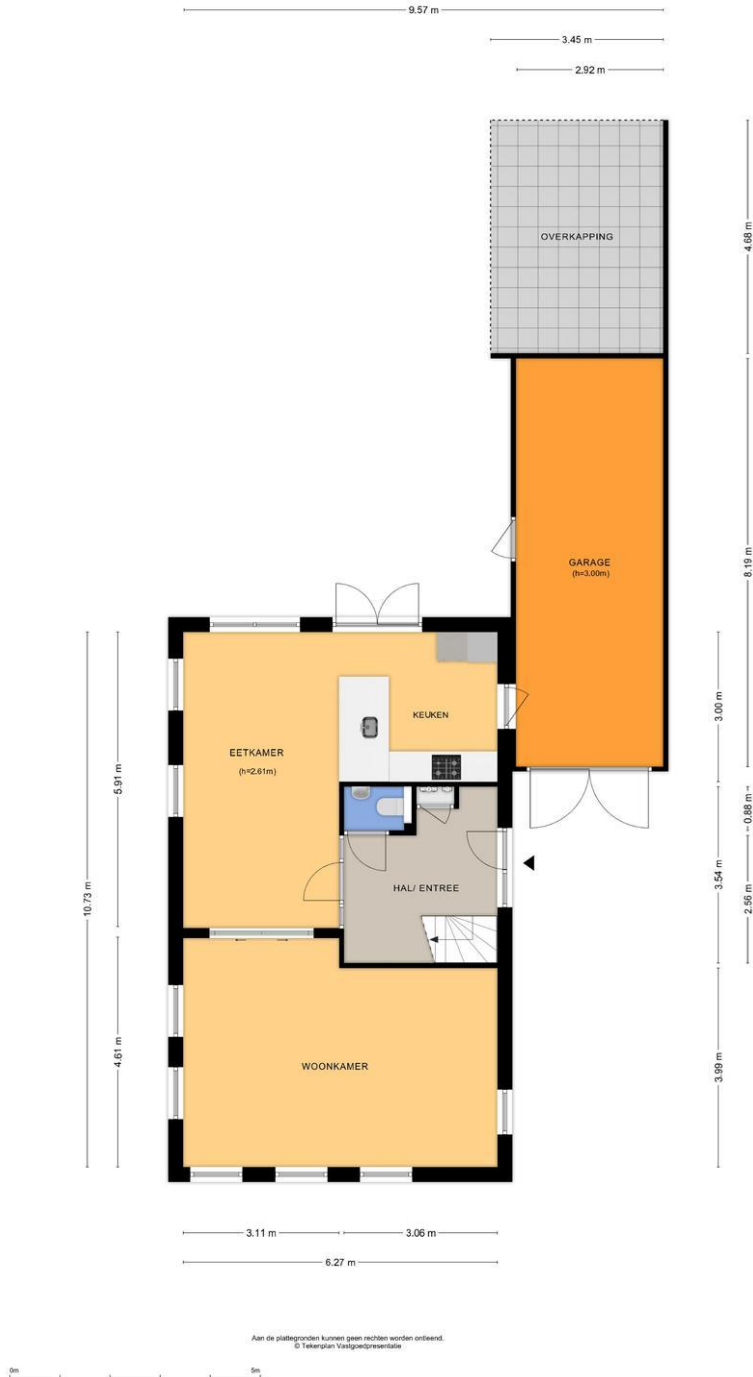 9.57 m
3.45 m
2.92 m
OVERKAPPING
4.68 m
GARAGE
(h=3.00m)
8.19 m
KEUKEN
3.00 m
EETKAMER
(h=2.61m)
5.91 m
0.88 m
HAL/ ENTREE
3.54 m
2.56 m
10.73 m
4.61 m
WOONKAMER
3.99 m
3.11 m
3.06 m
6.27 m
Aan de plattegronden kunnen geen rechten worden ontleend.
© Tekenplan Vastgoedpresentatie
0m
5m